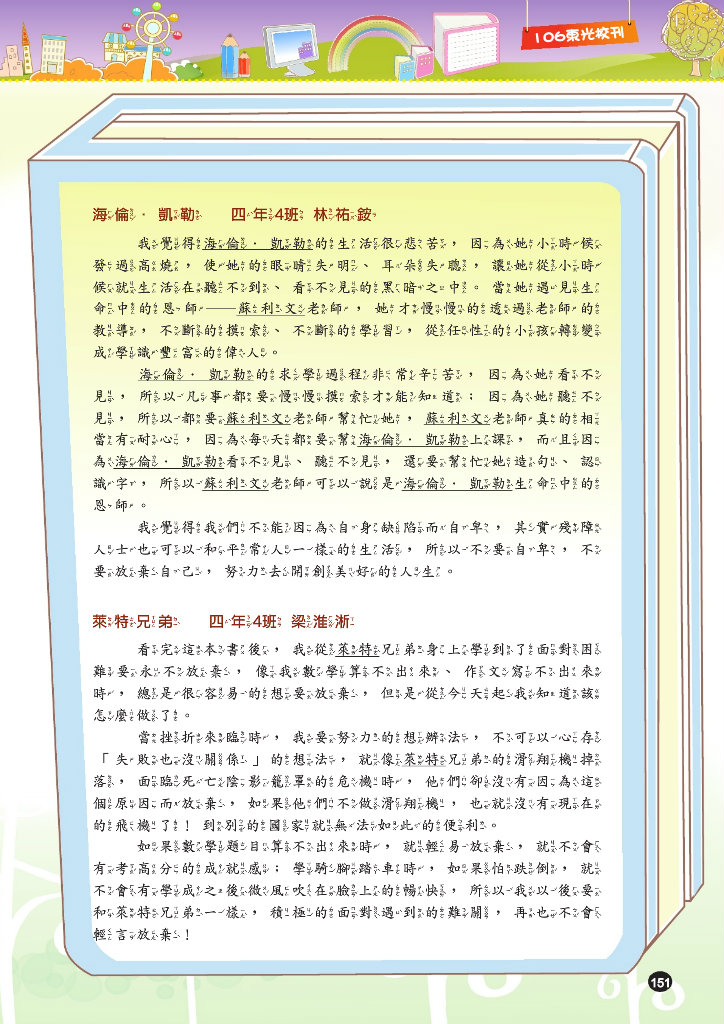 106東光校刊
海倫．凱勒　四年4班 林祐銨
我覺得海倫．凱勒的生活很悲苦，因為她小時候
發過高燒，使她的眼睛失明、耳朵失聰，讓她從小時
候就生活在聽不到、看不見的黑暗之中。當她遇見生
命中的恩師——蘇利文老師，她才慢慢的透過老師的
教導，不斷的摸索、不斷的學習，從任性的小孩轉變
成學識豐富的偉人。
海倫．凱勒的求學過程非常辛苦，因為她看不
見，所以凡事都要慢慢摸索才能知道；因為她聽不
見，所以都要蘇利文老師幫忙她，蘇利文老師真的相
當有耐心，因為每天都要幫海倫．凱勒上課，而且因
為海倫．凱勒看不見、聽不見，還要幫忙她造句、認
識字，所以蘇利文老師可以說是海倫．凱勒生命中的
恩師。
我覺得我們不能因為自身缺陷而自卑，其實殘障
人士也可以和平常人一樣的生活，所以不要自卑，不
要放棄自己，努力去開創美好的人生。
萊特兄弟　四年4班 梁淮淅
看完這本書後，我從萊特兄弟身上學到了面對困
難要永不放棄，像我數學算不出來、作文寫不出來
時，總是很容易的想要放棄，但是從今天起我知道該
怎麼做了。
當挫折來臨時，我要努力的想辦法，不可以心存
「失敗也沒關係」的想法，就像萊特兄弟的滑翔機掉
落，面臨死亡陰影籠罩的危機時，他們卻沒有因為這
個原因而放棄，如果他們不做滑翔機，也就沒有現在
的飛機了！到別的國家就無法如此的便利。
如果數學題目算不出來時，就輕易放棄，就不會
有考高分的成就感；學騎腳踏車時，如果怕跌倒，就
不會有學成之後微風吹在臉上的暢快，所以我以後要
和萊特兄弟一樣，積極的面對遇到的難關，再也不會
輕言放棄！
151